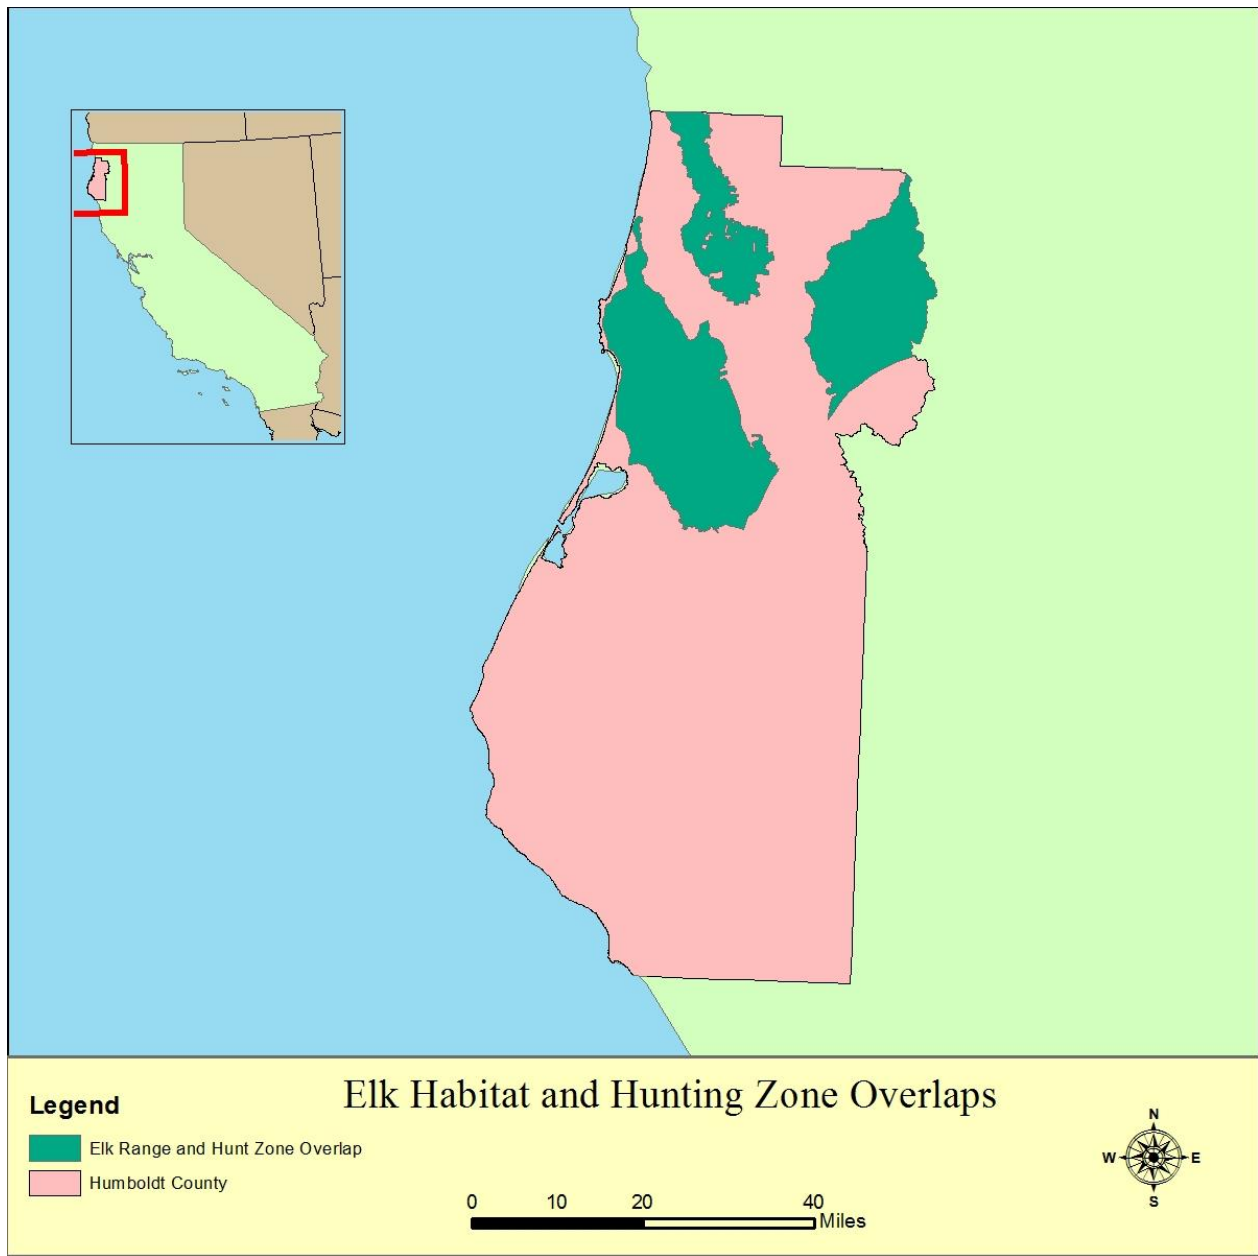 Elk Habitat and Hunting Zone Overlaps
Legend
Elk Range and Hunt Zone Overlap
Humboldt County
0 10 20 40
Miles
N
W E
S